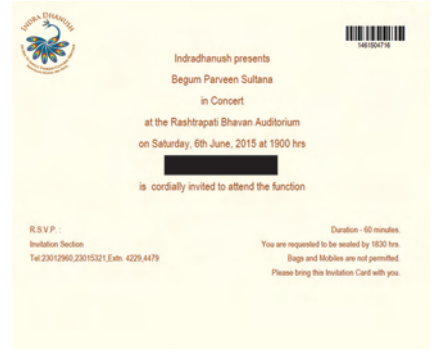 INDRA DHANUSH
1461504716
Indradhanush presents
Begum Parveen Sultana
in Concert
at the Rashtrapati Bhavan Auditorium
on Saturday, 6th June, 2015 at 1900 hrs
is cordially invited to attend the function
R.S.V.P. :
Invitation Section
Tel:23012960,23015321,Extn. 4229,4479
Duration - 60 minutes.
You are requested to be seated by 1830 hrs.
Bags and Mobiles are not permitted.
Please bring this Invitation Card with you.